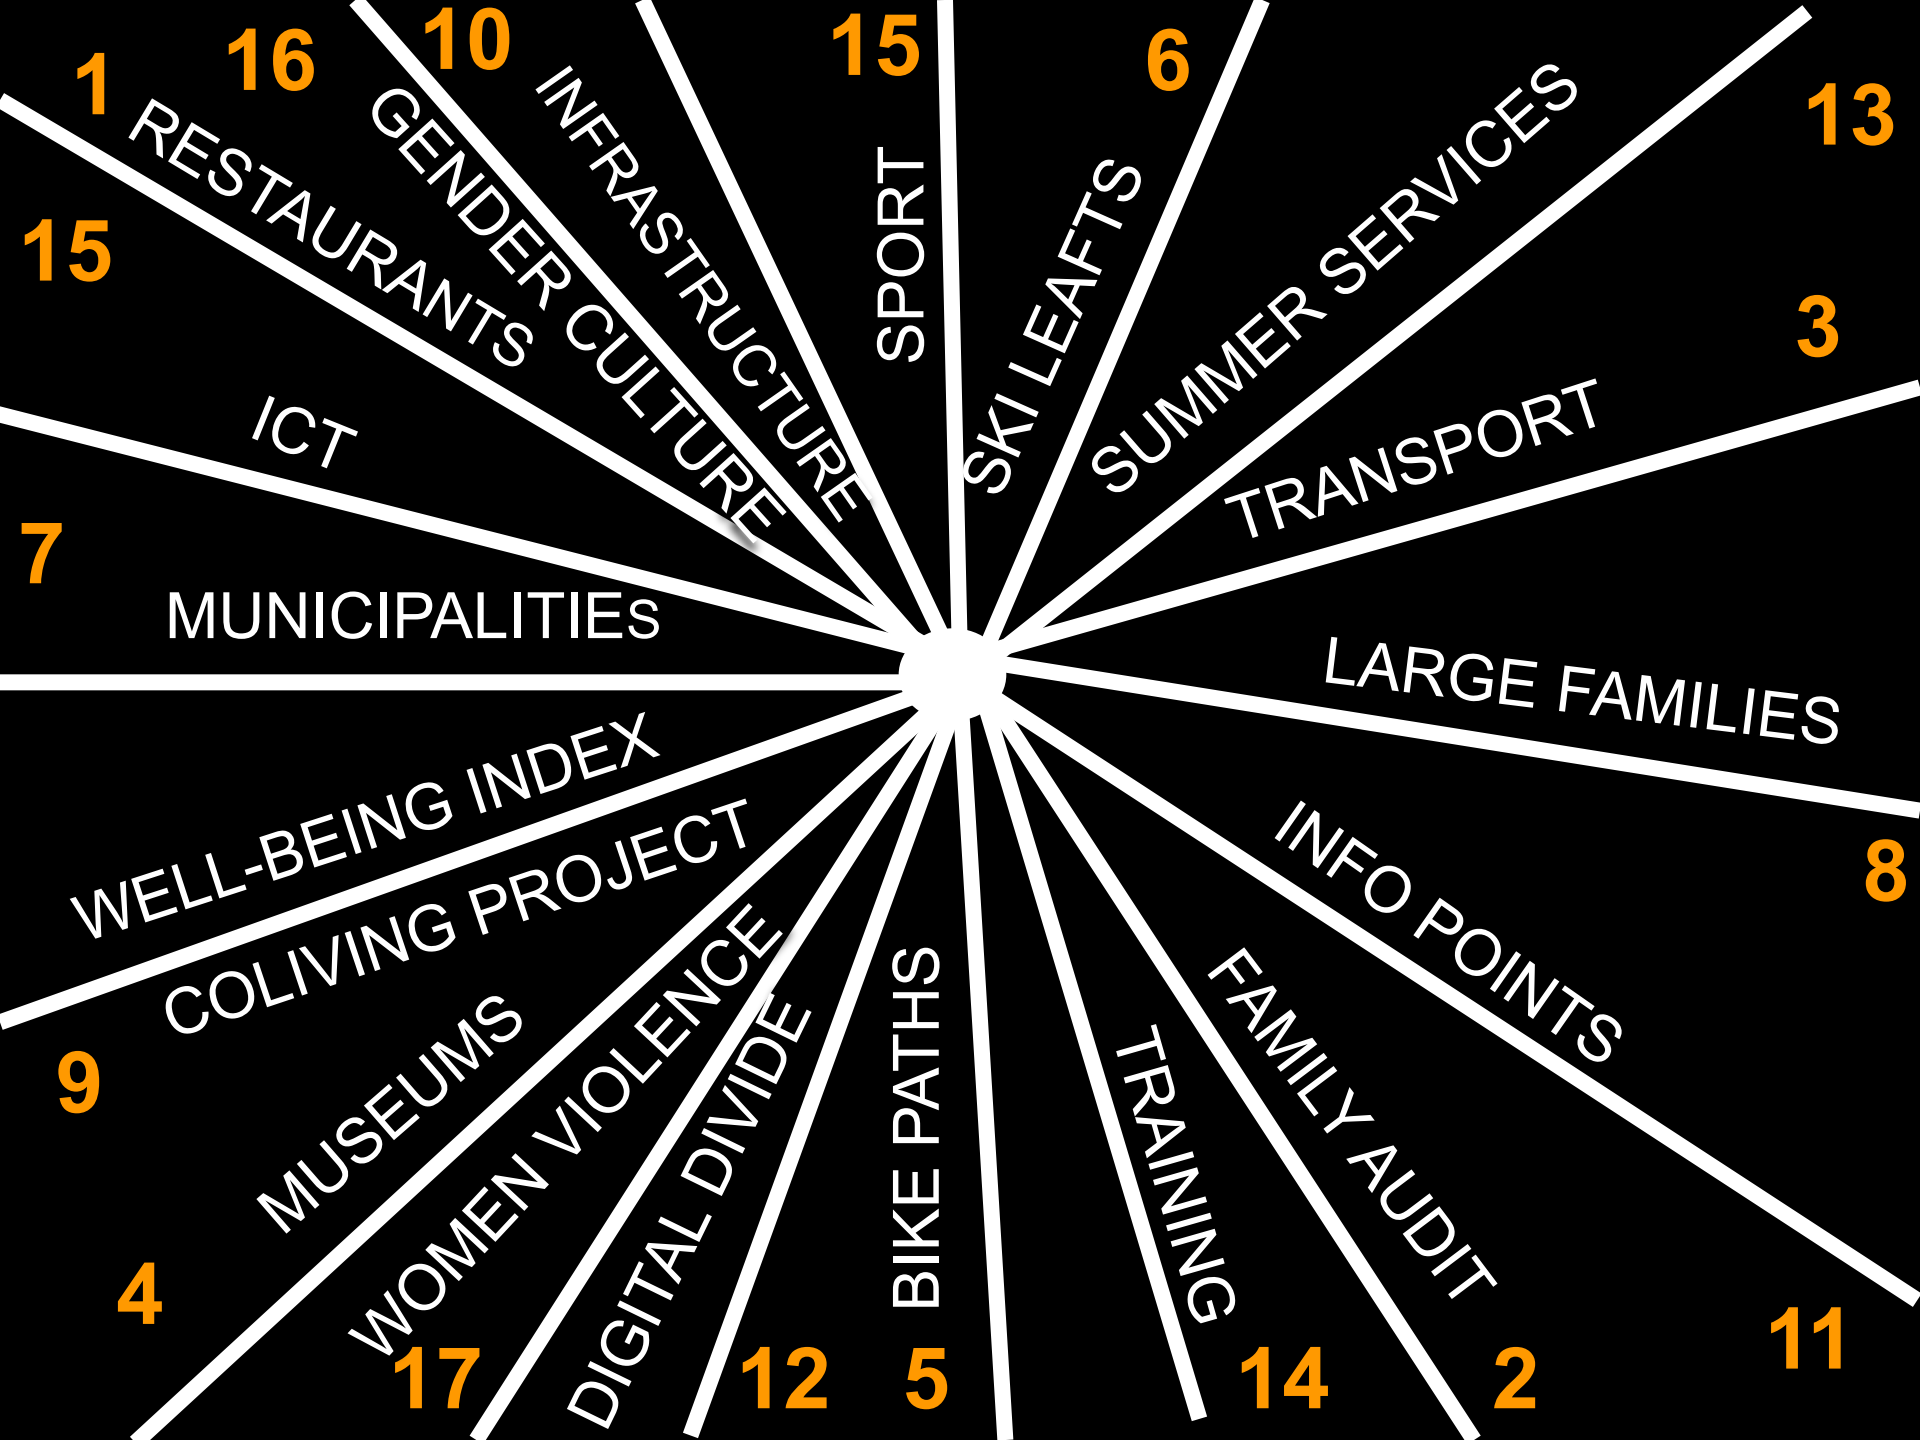 1
16
10
15
6
13
RESTAURANTS
GENDER CULTURE
INFRASTRUCTURE
SPORT
SKI LEAFTS
SUMMER SERVICES
15
3
ICT
TRANSPORT
7
MUNICIPALITIES
LARGE FAMILIES
WELL-BEING INDEX
8
COLIVING PROJECT
INFO POINTS
9
MUSEUMS
WOMEN VIOLENCE
DIGITAL DIVIDE
BIKE PATHS
TRAINING
FAMILY AUDIT
4
11
17
12
5
14
2